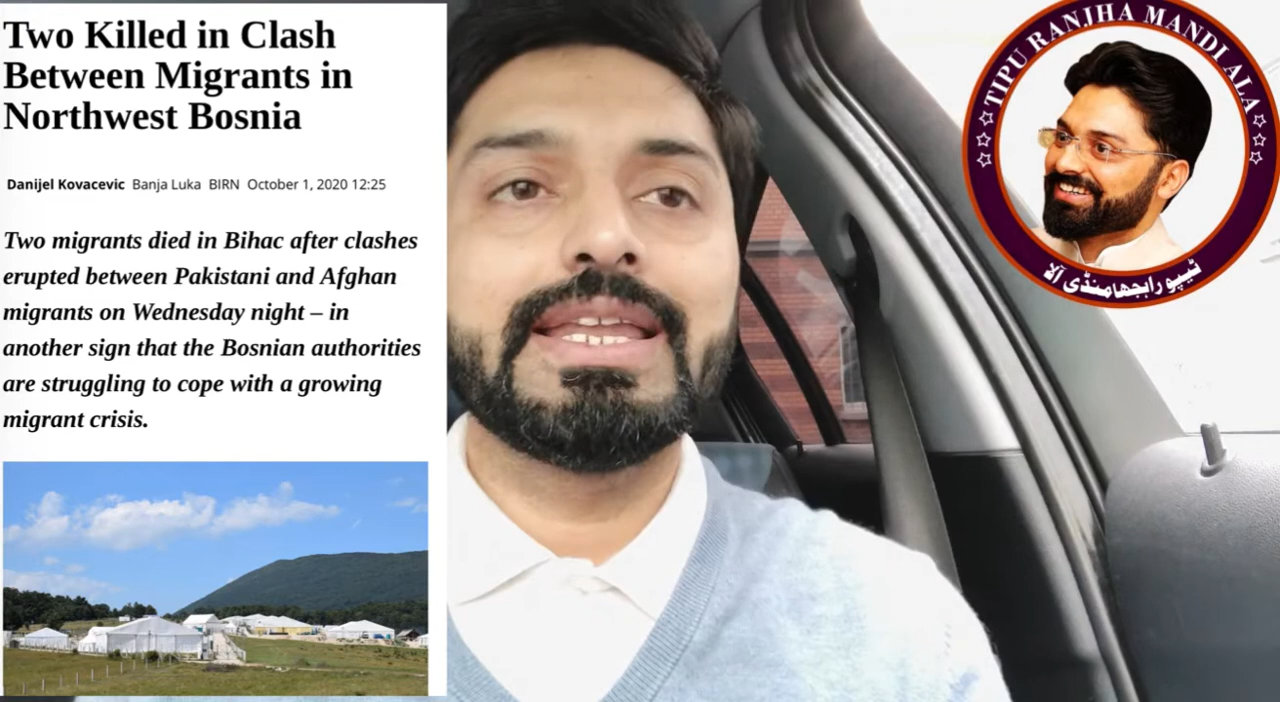 Two Killed in Clash
Between Migrants in
Northwest Bosnia
Danijel Kovacevic Banja Luka BIRN October 1, 2020 12:25
Two migrants died in Bihac after clashes
erupted between Pakistani and Afghan
migrants on Wednesday night – in
another sign that the Bosnian authorities
are struggling to cope with a growing
migrant crisis.
TIPU RANJHA MANDI ALA
ٹیپو رانجھا منڈی آلا